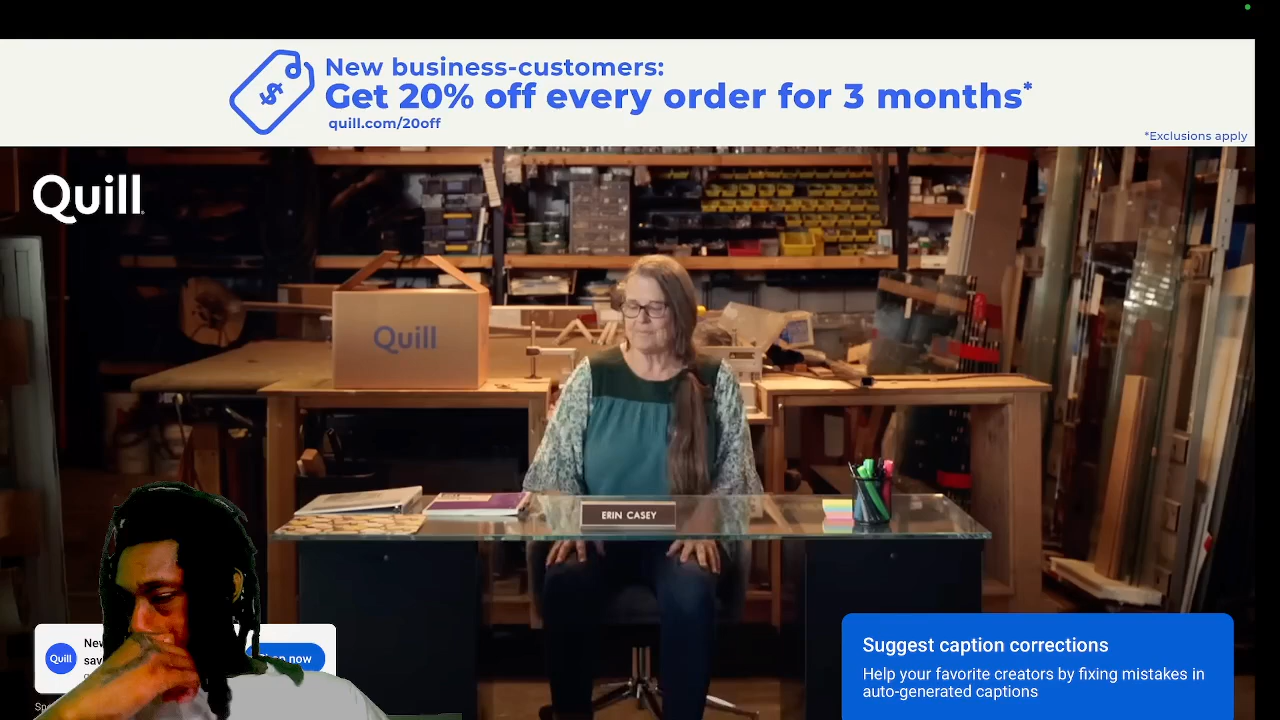 New business-customers:
Get 20% off every order for 3 months*
quill.com/20off
*Exclusions apply
Quill
Quill
ERIN CASEY
Quill
now
Suggest caption corrections
Help your favorite creators by fixing mistakes in
auto-generated captions